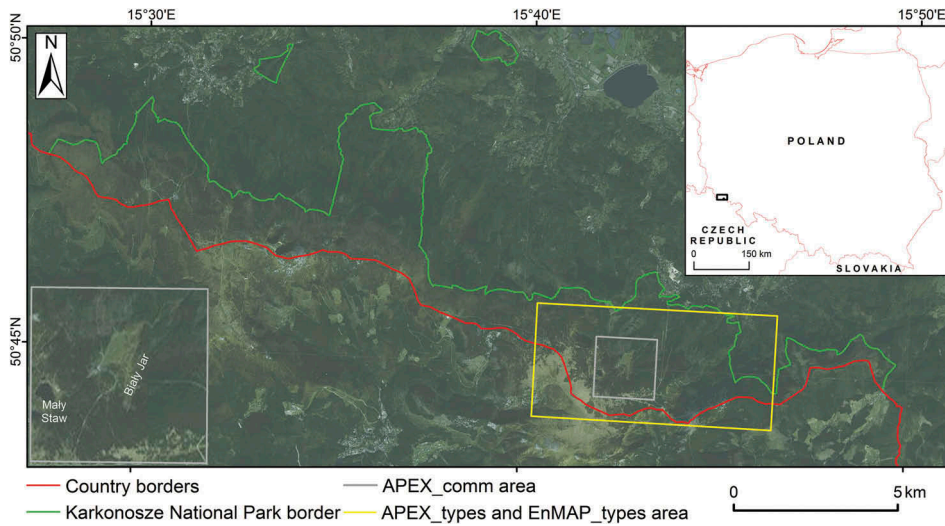 15°30'E 15°40'E 15°50'E
50°50'N
N
POLAND
CZECH
REPUBLIC
0 150 km
SLOVAKIA
50°45'N
Biały Jar
Mały
Staw
Country borders
APEX_comm area
Karkonosze National Park border
APEX_types and EnMAP_types area
0 5 km